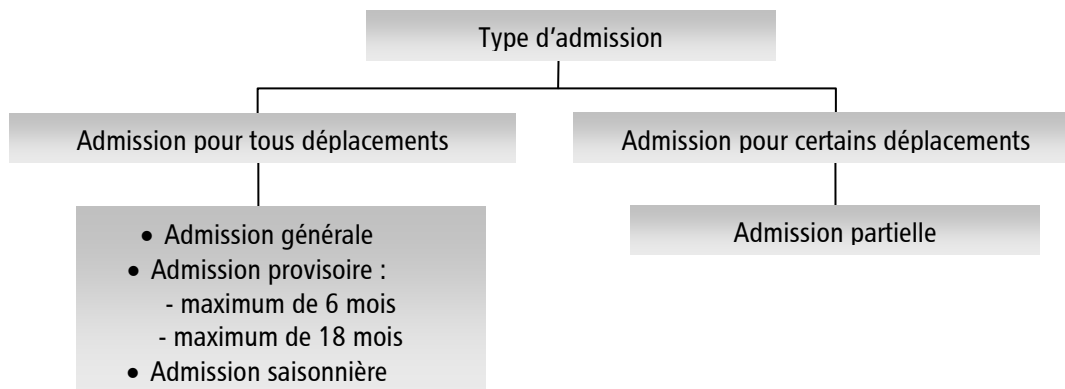 Type d'admission
Admission pour tous déplacements
Admission pour certains déplacements
• Admission générale
• Admission provisoire :
- maximum de 6 mois
- maximum de 18 mois
• Admission saisonnière
Admission partielle